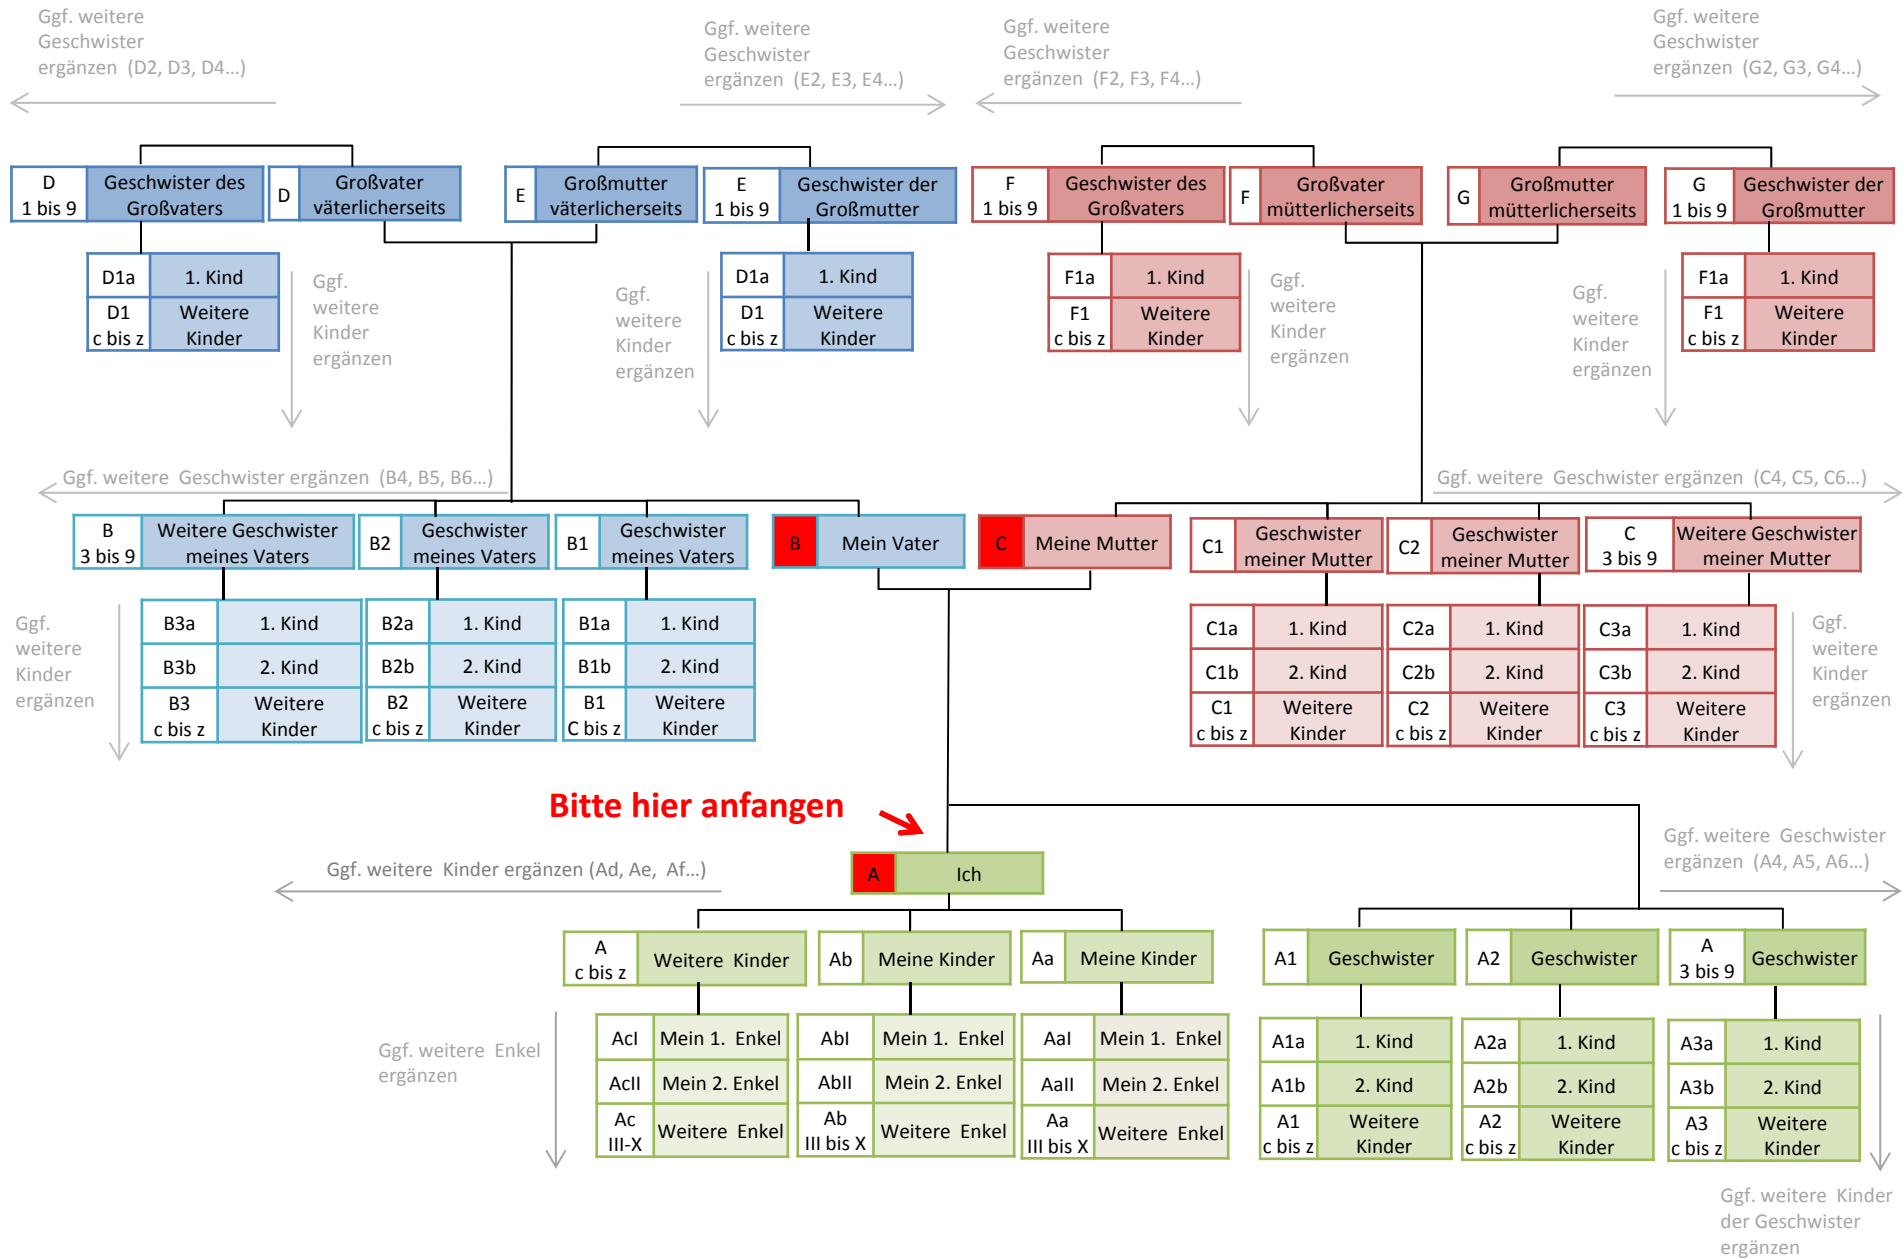 Ggf. weitere
Geschwister
ergänzen (D2, D3, D4...)
Ggf. weitere
Geschwister
ergänzen (E2, E3, E4...)
Ggf. weitere
Geschwister
ergänzen (F2, F3, F4...)
Ggf. weitere
Geschwister
ergänzen (G2, G3, G4...)
D
1 bis 9
Geschwister des
Großvaters
D
Großvater
väterlicherseits
E
Großmutter
väterlicherseits
E
1 bis 9
Geschwister der
Großmutter
F
1 bis 9
Geschwister des
Großvaters
F
Großvater
mütterlicherseits
G
Großmutter
mütterlicherseits
G
1 bis 9
Geschwister der
Großmutter
D1a
1. Kind
D1
c bis z
Weitere
Kinder
Ggf.
weitere
Kinder
ergänzen
Ggf.
weitere
Kinder
ergänzen
D1a
1. Kind
D1
c bis z
Weitere
Kinder
F1a
1. Kind
F1
c bis z
Weitere
Kinder
Ggf.
weitere
Kinder
ergänzen
Ggf.
weitere
Kinder
ergänzen
F1a
1. Kind
F1
c bis z
Weitere
Kinder
Ggf. weitere Geschwister ergänzen (B4, B5, B6...)
Ggf. weitere Geschwister ergänzen (C4, C5, C6...)
B
3 bis 9
Weitere Geschwister
meines Vaters
B2
Geschwister
meines Vaters
B1
Geschwister
meines Vaters
B
Mein Vater
C
Meine Mutter
C1
Geschwister
meiner Mutter
C2
Geschwister
meiner Mutter
C
3 bis 9
Weitere Geschwister
meiner Mutter
Ggf.
weitere
Kinder
ergänzen
B3a
1. Kind
B3b
2. Kind
B3
c bis z
Weitere
Kinder
B2a
1. Kind
B2b
2. Kind
B2
c bis z
Weitere
Kinder
B1a
1. Kind
B1b
2. Kind
B1
C bis z
Weitere
Kinder
C1a
1. Kind
C1b
2. Kind
C1
c bis z
Weitere
Kinder
C2a
1. Kind
C2b
2. Kind
C2
c bis z
Weitere
Kinder
C3a
1. Kind
C3b
2. Kind
C3
c bis z
Weitere
Kinder
Ggf.
weitere
Kinder
ergänzen
Bitte hier anfangen
Ggf. weitere Kinder ergänzen (Ad, Ae, Af...)
A
Ich
Ggf. weitere Geschwister
ergänzen (A4, A5, A6...)
A
c bis z
Weitere Kinder
Ab
Meine Kinder
Aa
Meine Kinder
A1
Geschwister
A2
Geschwister
A
3 bis 9
Geschwister
Ggf. weitere Enkel
ergänzen
AcI
Mein 1. Enkel
AcII
Mein 2. Enkel
Ac
III-X
Weitere Enkel
AbI
Mein 1. Enkel
AbII
Mein 2. Enkel
Ab
III bis X
Weitere Enkel
AaI
Mein 1. Enkel
AaII
Mein 2. Enkel
Aa
III bis X
Weitere Enkel
A1a
1. Kind
A1b
2. Kind
A1
c bis z
Weitere
Kinder
A2a
1. Kind
A2b
2. Kind
A2
c bis z
Weitere
Kinder
A3a
1. Kind
A3b
2. Kind
A3
c bis z
Weitere
Kinder
Ggf. weitere Kinder
der Geschwister
ergänzen